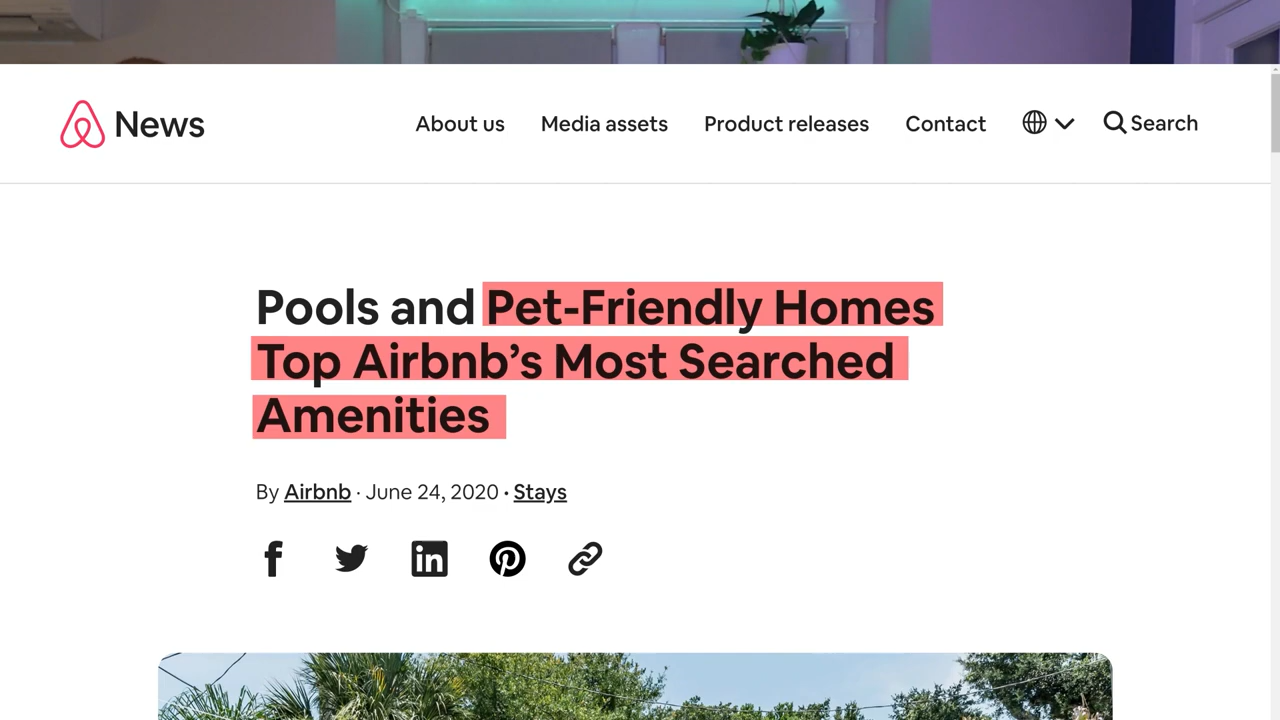 News
About us
Media assets
Product releases
Contact
Search
Pools and Pet-Friendly Homes
Top Airbnb’s Most Searched
Amenities
By Airbnb · June 24, 2020 · Stays